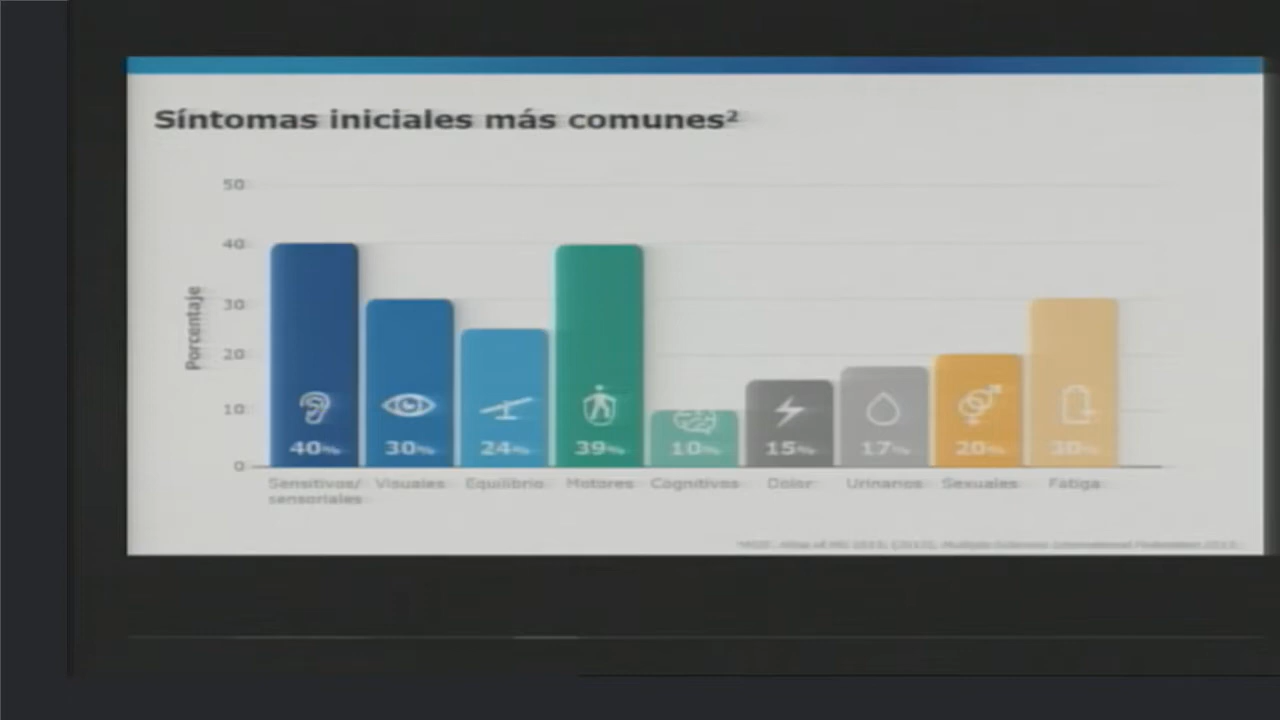 Síntomas iniciales más comunes²
Porcentaje
50
40
30
20
10
0
40%
30%
24%
39%
10%
15%
17%
20%
30%
Sensitivos/
sensoriales
Visuales
Equilibrio
Motores
Cognitivos
Dolor
Urinarios
Sexuales
Fatiga